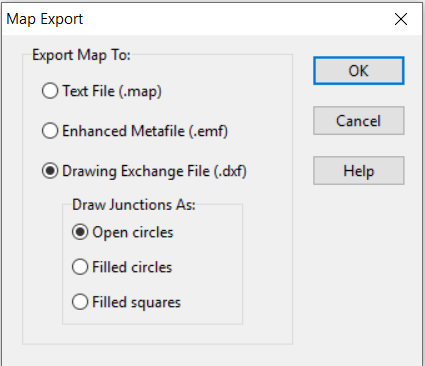 Map Export
Export Map To:
Text File (.map)
Enhanced Metafile (.emf)
Drawing Exchange File (.dxf)
Draw Junctions As:
Open circles
Filled circles
Filled squares
OK
Cancel
Help